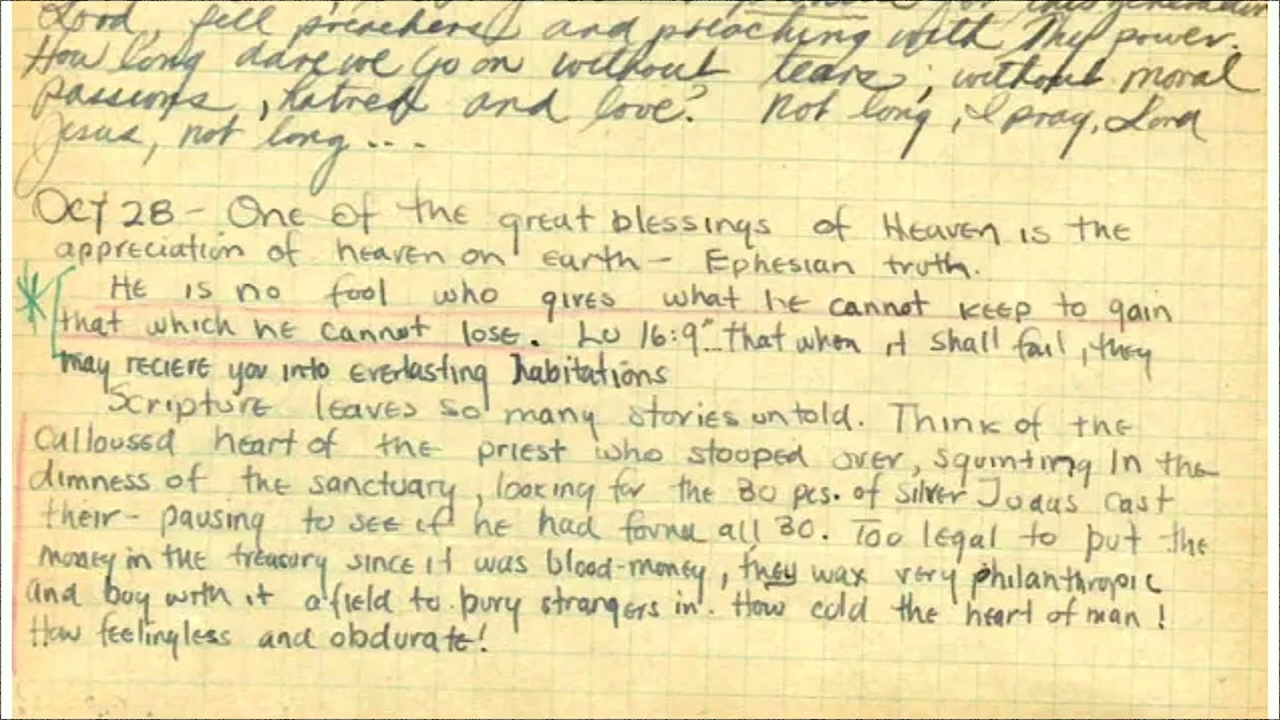 for this generation
Lord, fill preachers and preaching with Thy power.
How long dare we go on without tears, without moral
passions, hatred and love? Not long, I pray, Lord
Jesus, not long ...
Oct 28 - One of the great blessings of Heaven is the
appreciation of heaven on earth - Ephesian truth.
He is no fool who gives what he cannot keep to gain
that which he cannot lose. Lu 16:9 "...that when it shall fail, they
may reciere you into everlasting habitations
Scripture leaves so many stories untold. Think of the
calloused heart of the priest who stooped over, squinting in the
dimness of the sanctuary, looking for the 30 pcs. of silver Judas cast
their - pausing to see if he had found all 30. Too legal to put the
money in the treasury since it was blood-money, they wax very philanthropic
and buy with it a field to bury strangers in. How cold the heart of man!
How feelingless and obdurate!